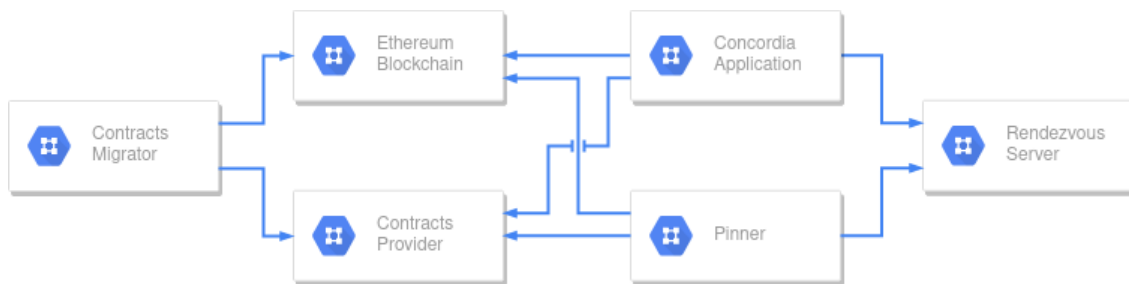 Ethereum
Blockchain
Concordia
Application
Contracts
Migrator
Rendezvous
Server
Contracts
Provider
Pinner